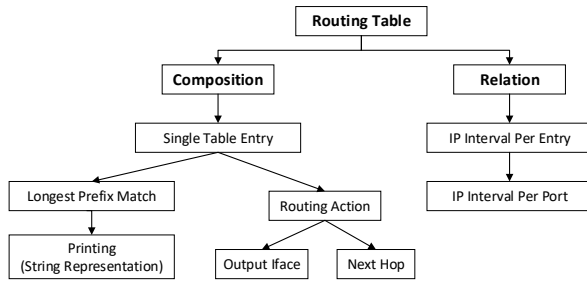 Routing Table
Composition
Relation
Single Table Entry
IP Interval Per Entry
Longest Prefix Match
Routing Action
IP Interval Per Port
Printing
(String Representation)
Output Iface
Next Hop